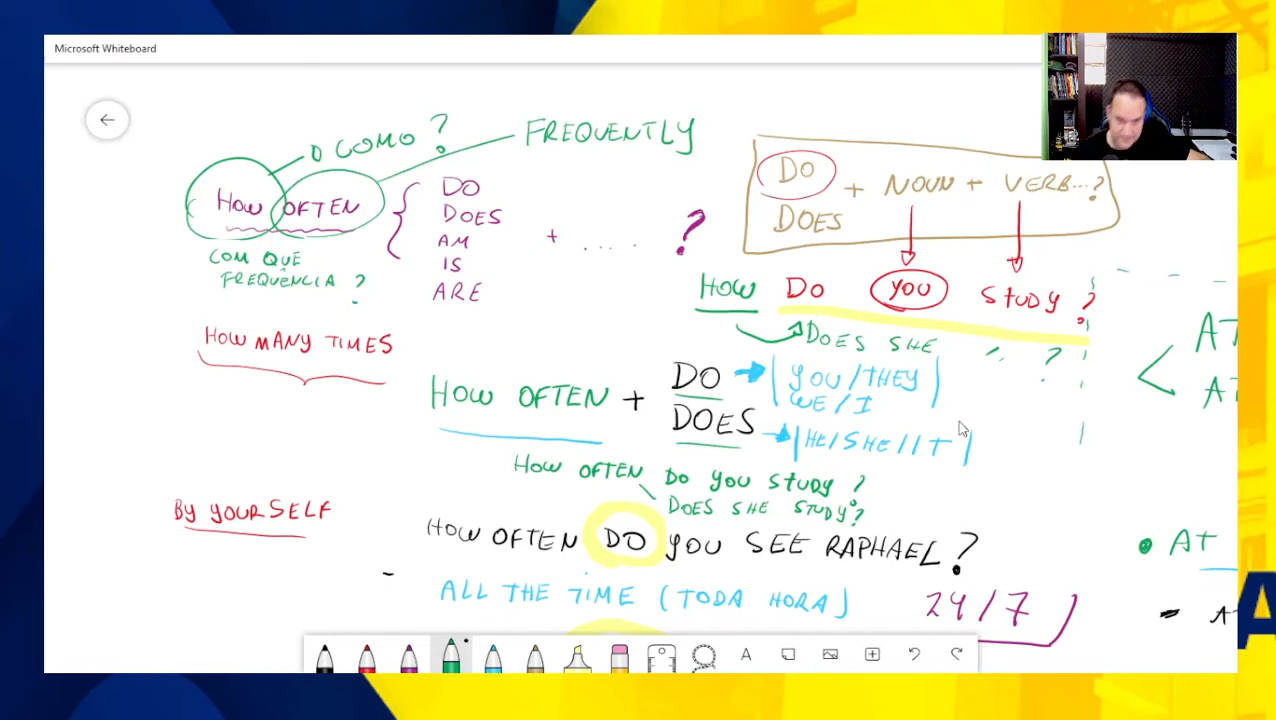 Microsoft Whiteboard
COMO ?
FREQUENTLY
HOW OFTEN
COM QUE
FREQUÊNCIA ?
DO
DOES
AM
IS
ARE
+ ..... ?
DO
DOES
+ NOUN + VERB...?
HOW DO YOU STUDY ?
DOES SHE " ?
HOW MANY TIMES
HOW OFTEN +
DO
DOES
YOU/THEY
WE/I
HE/SHE/IT
HOW OFTEN DO YOU STUDY ?
DOES SHE STUDY?
BY YOURSELF
HOW OFTEN DO YOU SEE RAPHAEL?
ALL THE TIME (TODA HORA)
24/7
AT
A